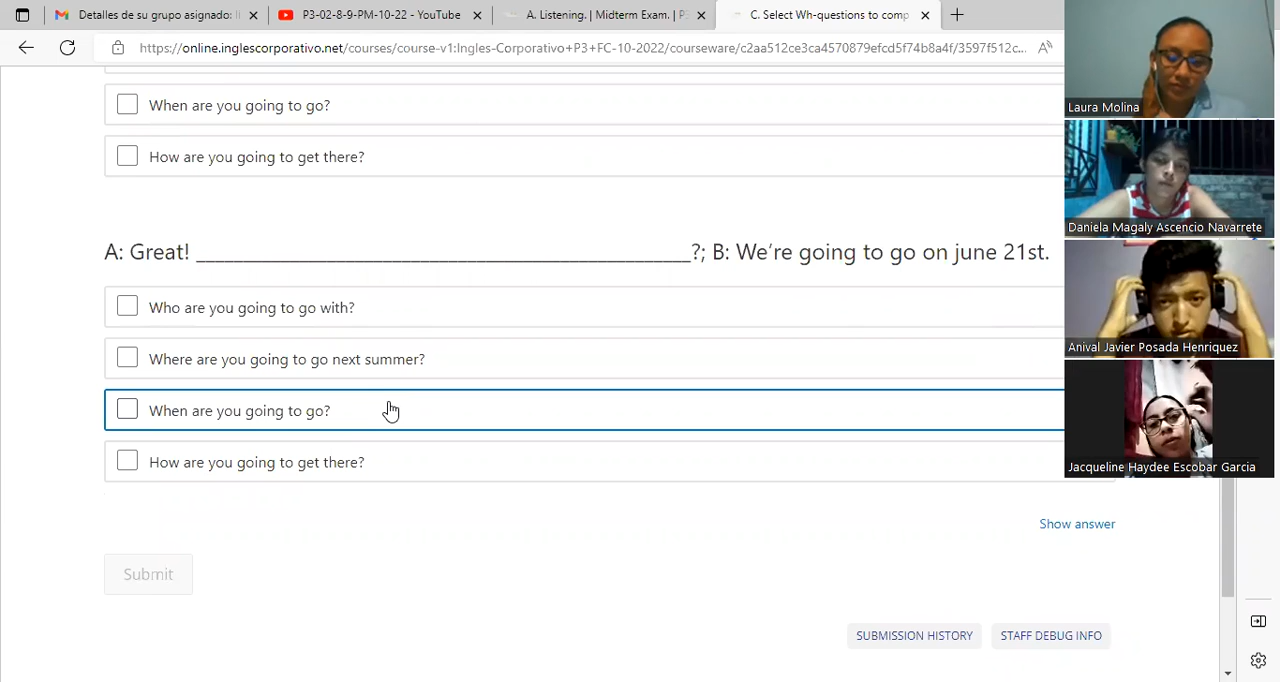 Detalles de su grupo asignado: li
P3-02-8-9-PM-10-22 - YouTube
A. Listening. | Midterm Exam. | P3
C. Select Wh-questions to comp
https://online.inglescorporativo.net/courses/course-v1:Ingles-Corporativo+P3+FC-10-2022/courseware/c2aa512ce3ca4570879efcd5f74b8a4f/3597f512c...
When are you going to go?
How are you going to get there?
A: Great! ______________________________________________?; B: We're going to go on june 21st.
Who are you going to go with?
Where are you going to go next summer?
When are you going to go?
How are you going to get there?
Show answer
Submit
SUBMISSION HISTORY
STAFF DEBUG INFO
Laura Molina
Daniela Magaly Ascencio Navarrete
Anival Javier Posada Henriquez
Jacqueline Haydee Escobar Garcia